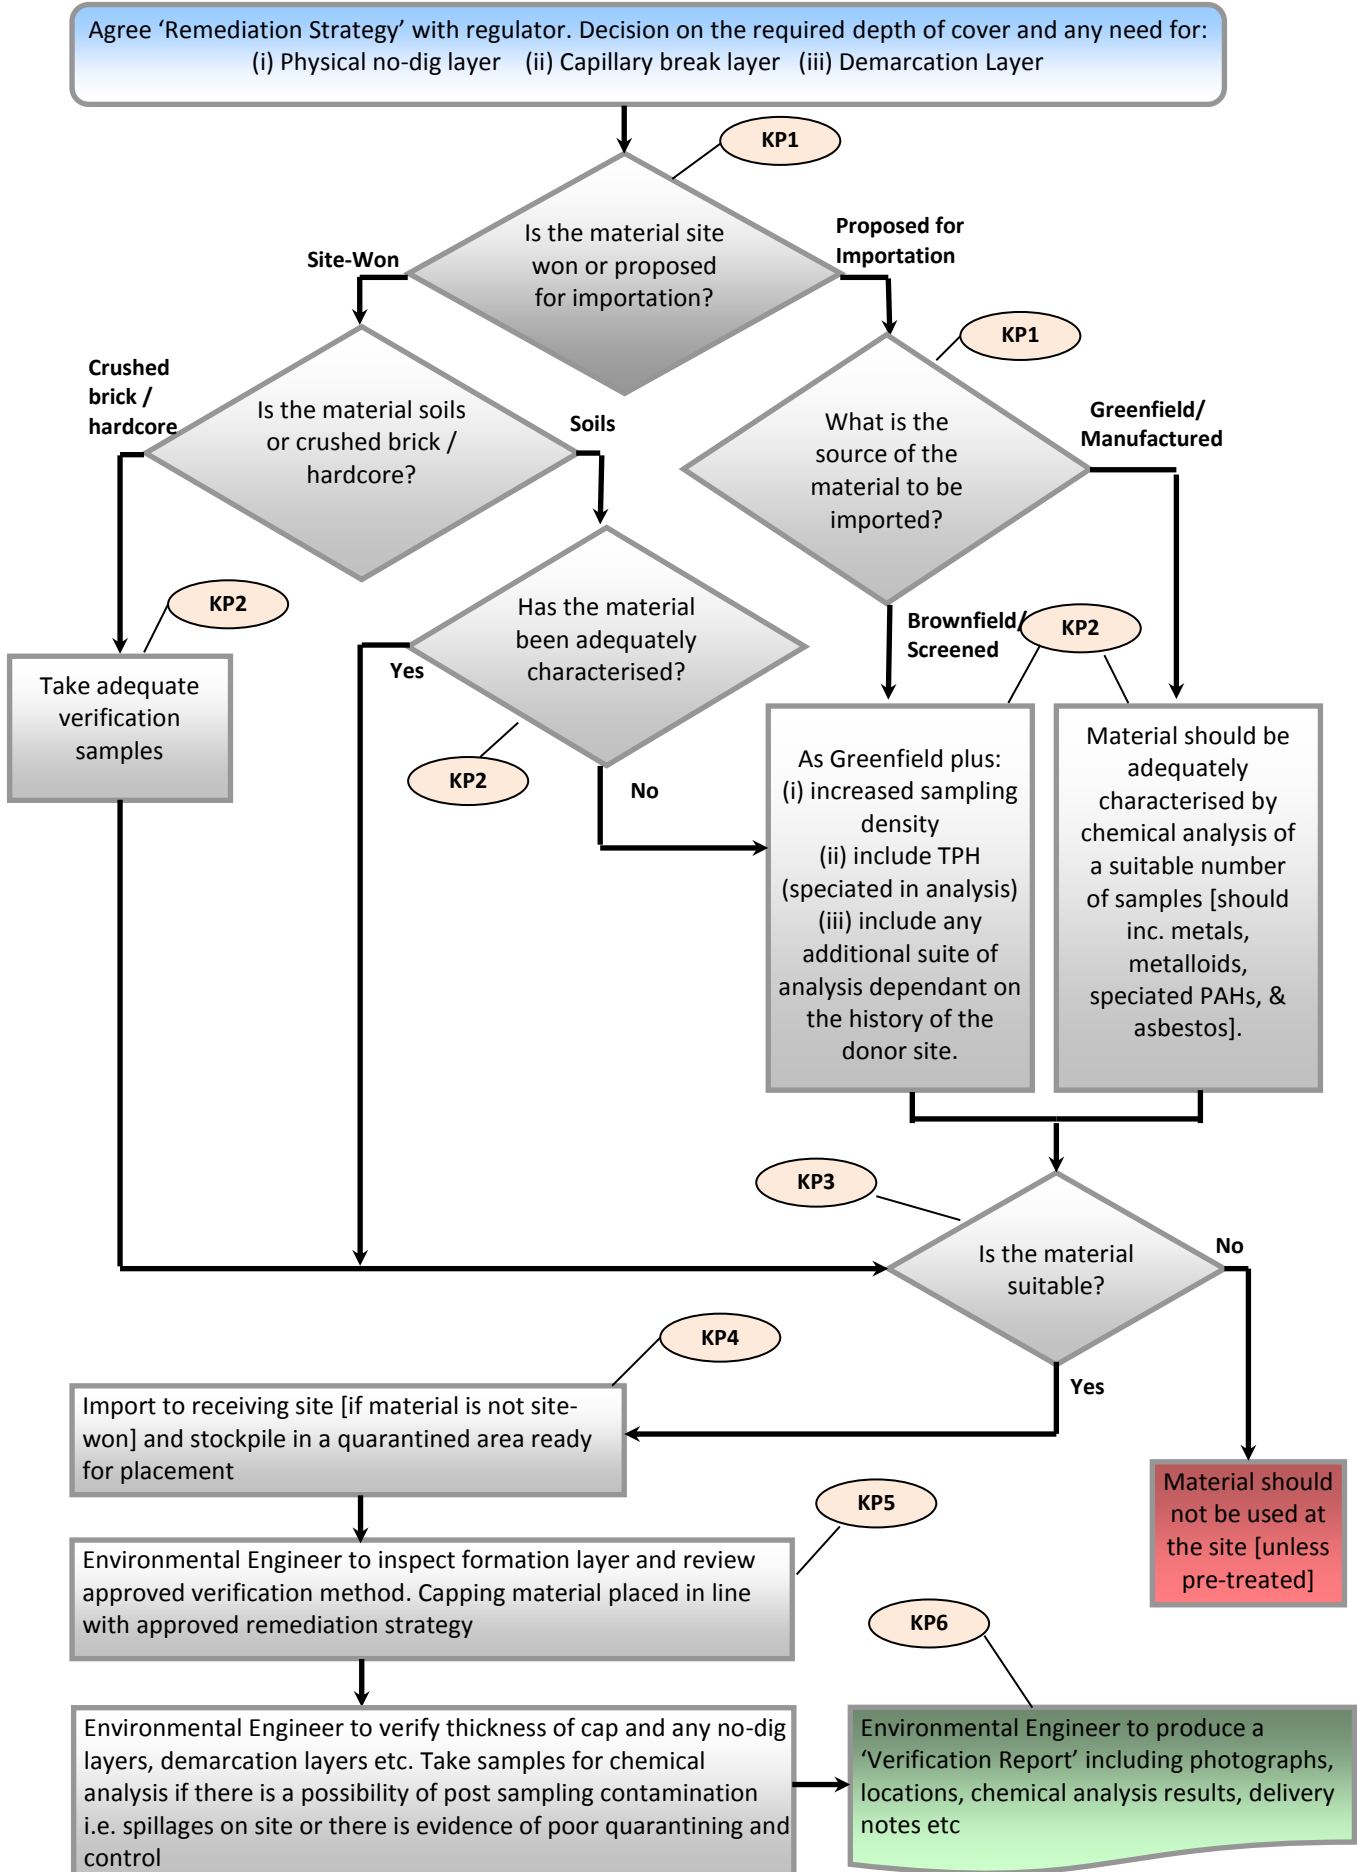 Agree ‘Remediation Strategy’ with regulator. Decision on the required depth of cover and any need for:
(i) Physical no-dig layer (ii) Capillary break layer (iii) Demarcation Layer
KP1
Is the material site
won or proposed
for importation?
Site-Won
Proposed for
Importation
KP1
Crushed
brick /
hardcore
Is the material soils
or crushed brick /
hardcore?
Soils
What is the
source of the
material to be
imported?
Greenfield/
Manufactured
KP2
Has the material
been adequately
characterised?
Brownfield/
Screened
KP2
Yes
Take adequate
verification
samples
KP2
No
As Greenfield plus:
(i) increased sampling
density
(ii) include TPH
(speciated in analysis)
(iii) include any
additional suite of
analysis dependant on
the history of the
donor site.
Material should be
adequately
characterised by
chemical analysis of
a suitable number
of samples [should
inc. metals,
metalloids,
speciated PAHs, &
asbestos].
KP3
Is the material
suitable?
No
KP4
Yes
Import to receiving site [if material is not site-
won] and stockpile in a quarantined area ready
for placement
KP5
Material should
not be used at
the site [unless
pre-treated]
Environmental Engineer to inspect formation layer and review
approved verification method. Capping material placed in line
with approved remediation strategy
KP6
Environmental Engineer to verify thickness of cap and any no-dig
layers, demarcation layers etc. Take samples for chemical
analysis if there is a possibility of post sampling contamination
i.e. spillages on site or there is evidence of poor quarantining and
control
Environmental Engineer to produce a
‘Verification Report’ including photographs,
locations, chemical analysis results, delivery
notes etc